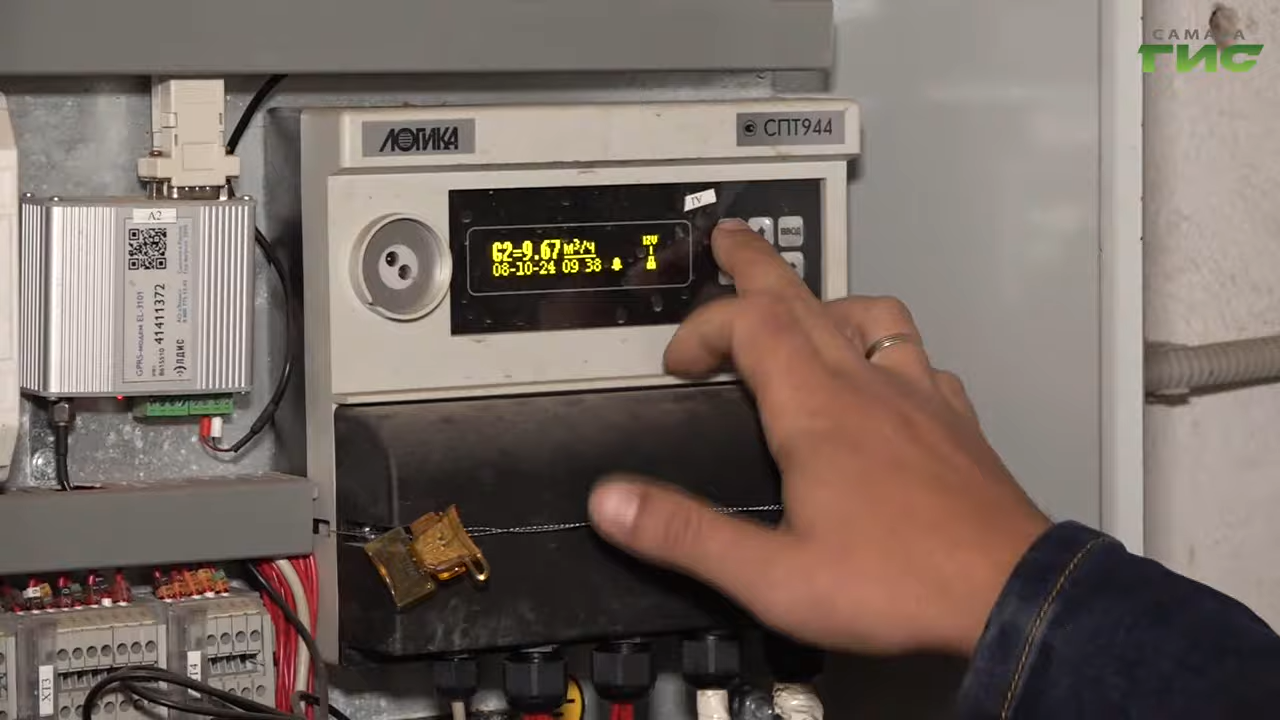 САМАРА
ГИС
ЛОГИКА
СПТ944
TV
G2=9.67 м³/ч
08-10-24 09 38
12V
ВВОД
A2
GPRS-модем EL-3101
41411372
ЛДИС
XT3